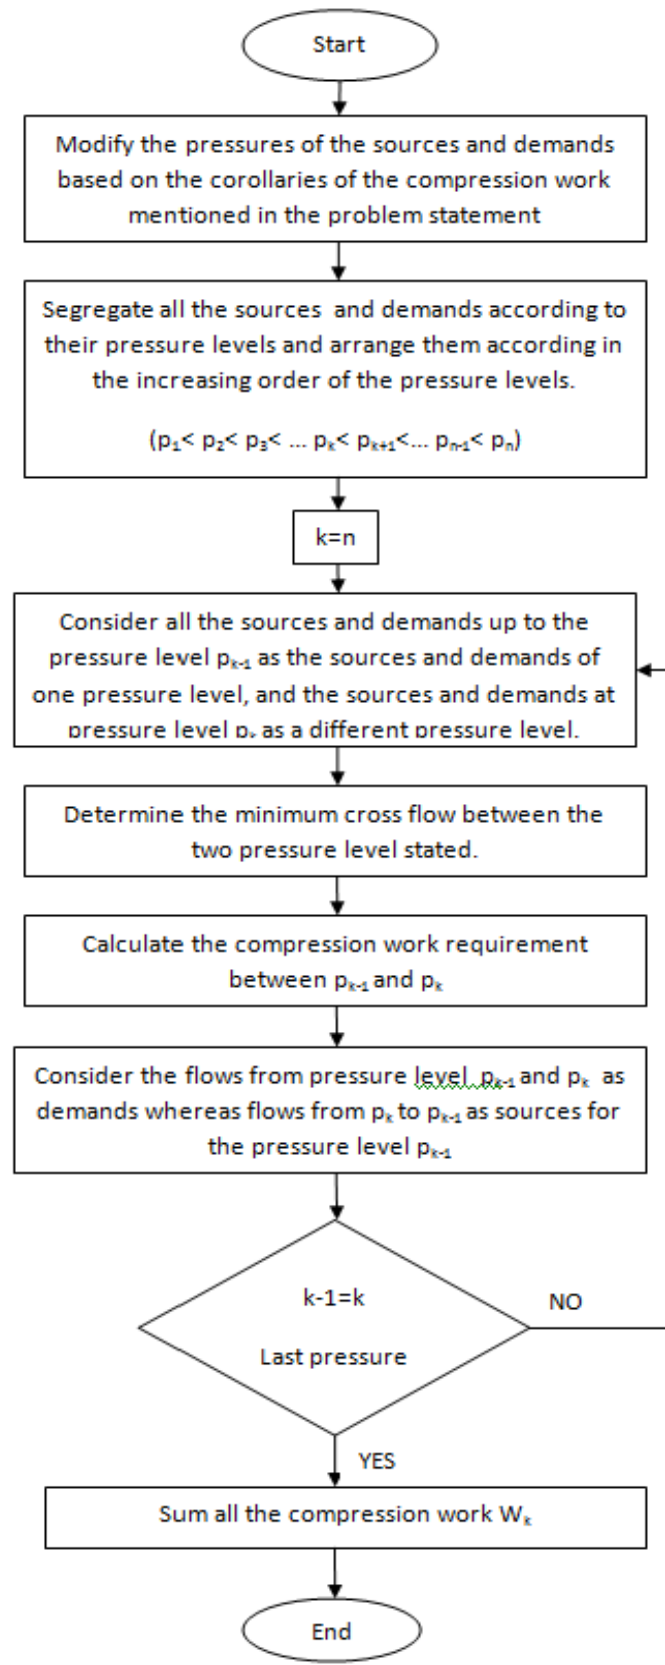 Start
Modify the pressures of the sources and demands
based on the corollaries of the compression work
mentioned in the problem statement
Segregate all the sources and demands according to
their pressure levels and arrange them according in
the increasing order of the pressure levels.
(p₁< p₂< p₃< ... pₖ< pₖ₊₁<... pₙ₋₁< pₙ)
k=n
Consider all the sources and demands up to the
pressure level pₖ₋₁ as the sources and demands of
one pressure level, and the sources and demands at
pressure level pₖ as a different pressure level.
Determine the minimum cross flow between the
two pressure level stated.
Calculate the compression work requirement
between pₖ₋₁ and pₖ
Consider the flows from pressure level pₖ₋₁ and pₖ as
demands whereas flows from pₖ to pₖ₋₁ as sources for
the pressure level pₖ₋₁
k-1=k
NO
Last pressure
YES
Sum all the compression work Wₖ
End